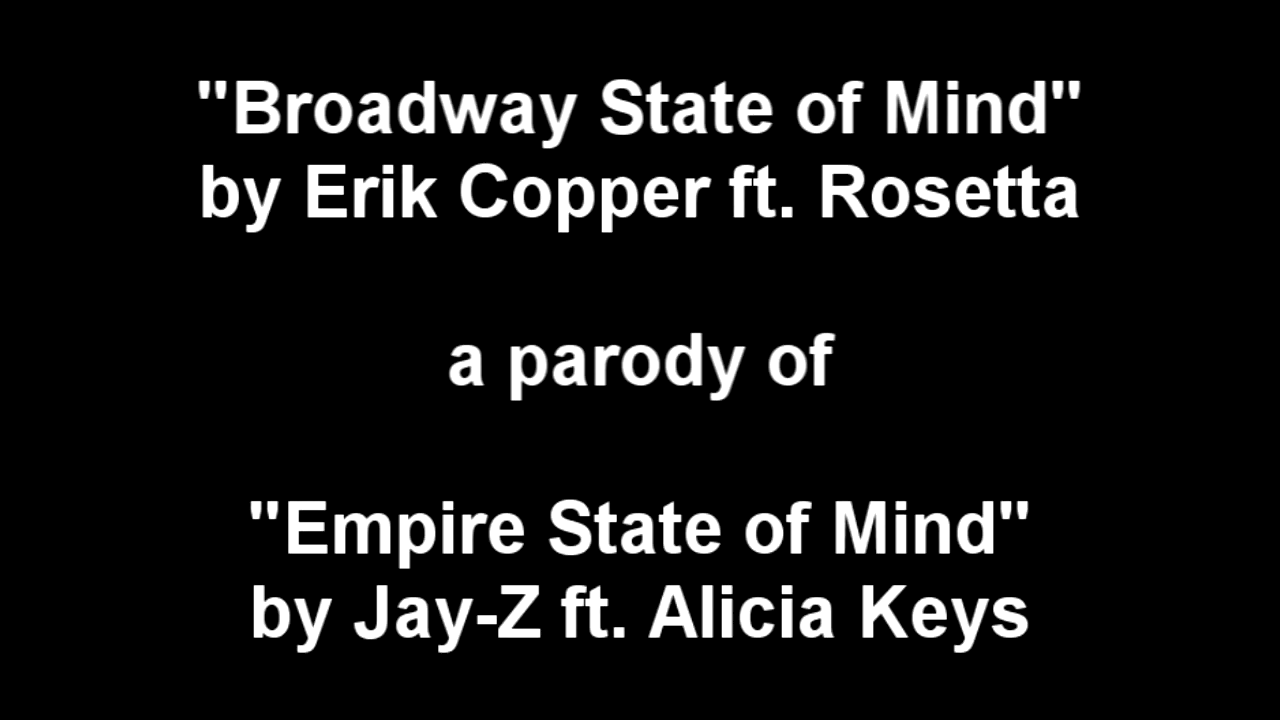 "Broadway State of Mind"
by Erik Copper ft. Rosetta
a parody of
"Empire State of Mind"
by Jay-Z ft. Alicia Keys